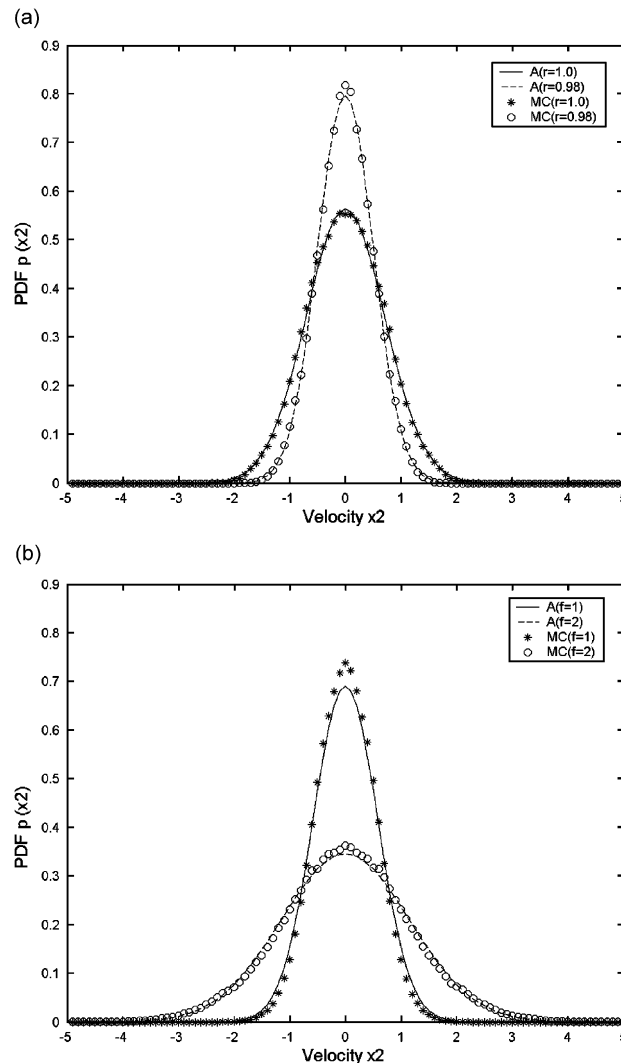 (a)
0.9
0.8
0.7
0.6
0.5
0.4
0.3
0.2
0.1
0
PDF p (x2)
A(r=1.0)
A(r=0.98)
MC(r=1.0)
MC(r=0.98)
-5 -4 -3 -2 -1 0 1 2 3 4 5
Velocity x2
(b)
0.9
0.8
0.7
0.6
0.5
0.4
0.3
0.2
0.1
0
PDF p (x2)
A(f=1)
A(f=2)
MC(f=1)
MC(f=2)
-5 -4 -3 -2 -1 0 1 2 3 4 5
Velocity x2